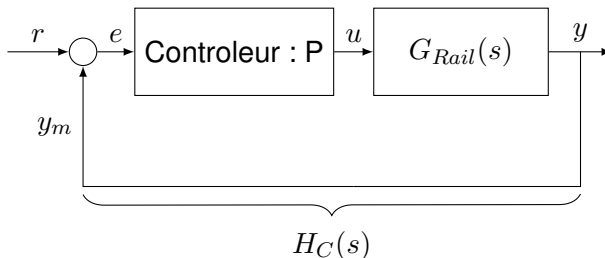 r
e
Controleur : P
u
G_{Rail}(s)
y
y_m
H_C(s)